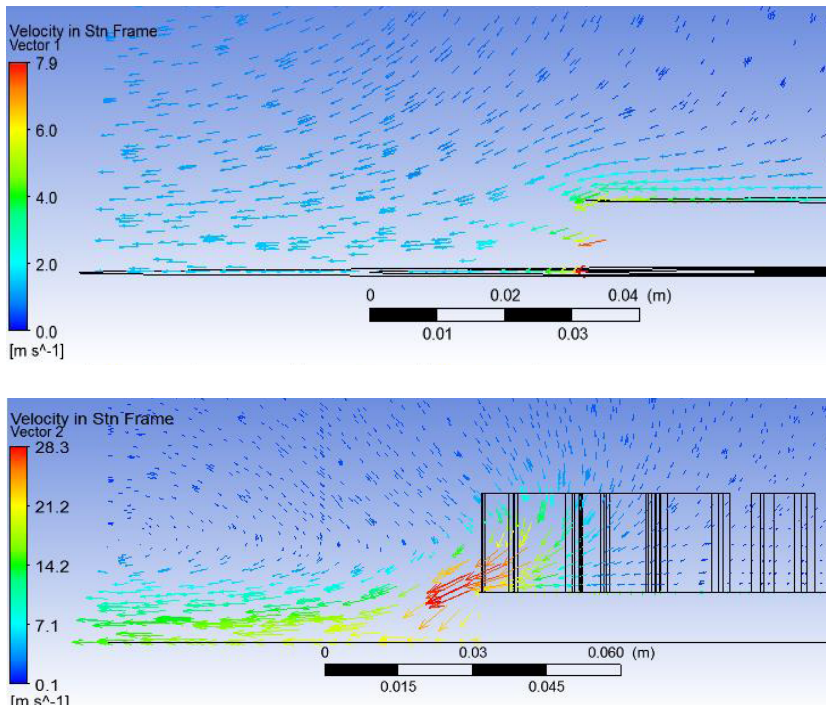 Velocity in Stn Frame
Vector 1
7.9
6.0
4.0
2.0
0.0
[m s^-1]
0 0.02 0.04 (m)
0.01 0.03
Velocity in Stn Frame
Vector 2
28.3
21.2
14.2
7.1
0.1
[m s^-1]
0 0.03 0.060 (m)
0.015 0.045